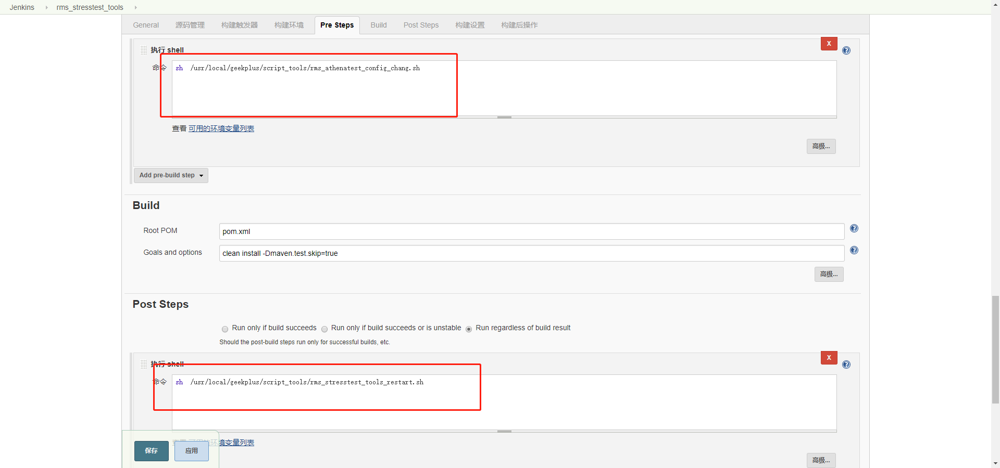 Jenkins rms_stresstest_tools
General 源码管理 构建触发器 构建环境 Pre Steps Build Post Steps 构建设置 构建后操作
执行 shell
X
命令
sh /usr/local/geekplus/script_tools/rms_athenatest_config_chang.sh
查看 可用的环境变量列表
高级...
Add pre-build step
Build
Root POM
pom.xml
Goals and options
clean install -Dmaven.test.skip=true
高级...
Post Steps
Run only if build succeeds Run only if build succeeds or is unstable Run regardless of build result
Should the post-build steps run only for successful builds, etc.
执行 shell
X
命令
sh /usr/local/geekplus/script_tools/rms_stresstest_tools_restart.sh
查看 可用的环境变量列表
保存 应用
高级...